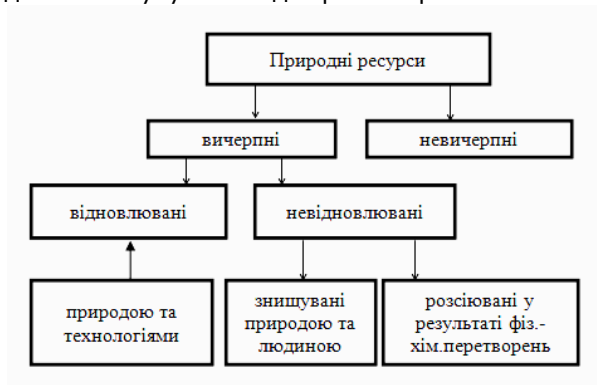 Природні ресурси
вичерпні
невичерпні
відновлювані
невідновлювані
природою та
технологіями
знищувані
природою та
людиною
розсіювані у
результаті фіз.-
хім.перетворень